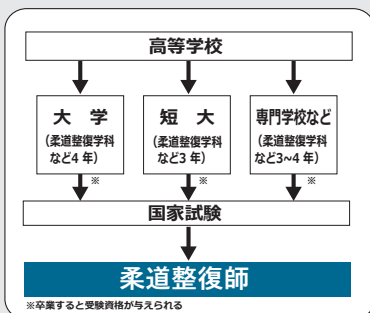 高等学校
大 学
(柔道整復学科
など4 年)
短 大
(柔道整復学科
など3 年)
専門学校など
(柔道整復学科
など3~4 年)
※
※
※
国家試験
柔道整復師
※卒業すると受験資格が与えられる